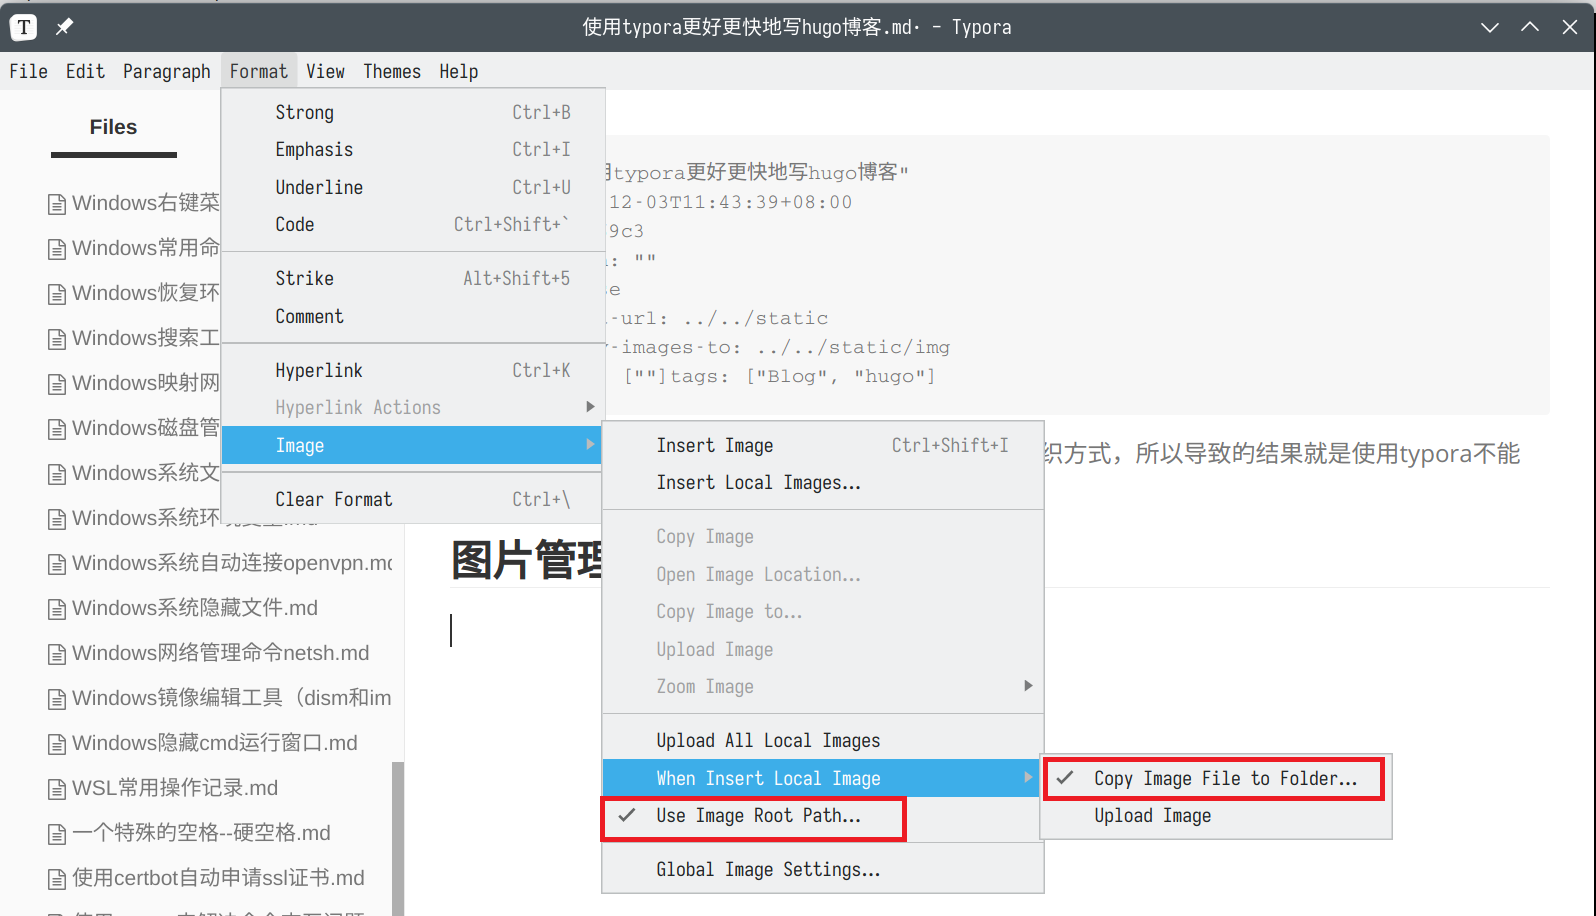 T
使用typora更好更快地写hugo博客.md· - Typora
File Edit Paragraph Format View Themes Help
Files
Windows右键菜
Windows常用命
Windows恢复环
Windows搜索工
Windows映射网
Windows磁盘管
Windows系统文
Windows系统环
Windows系统自动连接openvpn.md
Windows系统隐藏文件.md
Windows网络管理命令netsh.md
Windows镜像编辑工具（dism和im
Windows隐藏cmd运行窗口.md
WSL常用操作记录.md
一个特殊的空格--硬空格.md
使用certbot自动申请ssl证书.md
Strong Ctrl+B
Emphasis Ctrl+I
Underline Ctrl+U
Code Ctrl+Shift+`
Strike Alt+Shift+5
Comment
Hyperlink Ctrl+K
Hyperlink Actions
Image
Clear Format Ctrl+\
typora更好更快地写hugo博客"
12-03T11:43:39+08:00
9c3
: ""
e
-url: ../../static
-images-to: ../../static/img
[""]tags: ["Blog", "hugo"]
织方式，所以导致的结果就是使用typora不能
图片管理
Insert Image Ctrl+Shift+I
Insert Local Images...
Copy Image
Open Image Location...
Copy Image to...
Upload Image
Zoom Image
Upload All Local Images
When Insert Local Image
Use Image Root Path...
Global Image Settings...
Copy Image File to Folder...
Upload Image